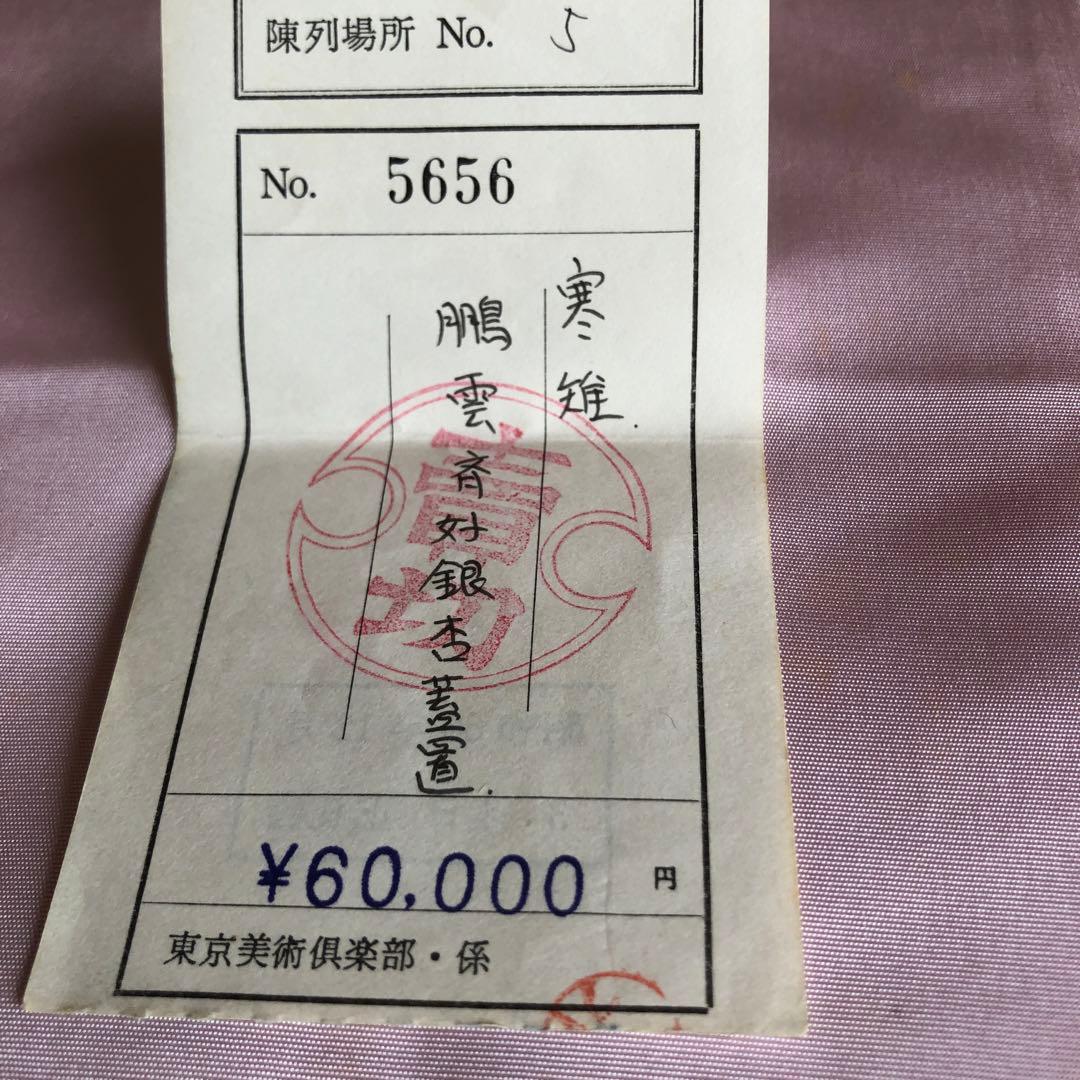 陳列場所 No. 5
No. 5656
寒雉.
鵬雲斉好銀杏蓋置.
¥60,000 円
東京美術倶楽部・係